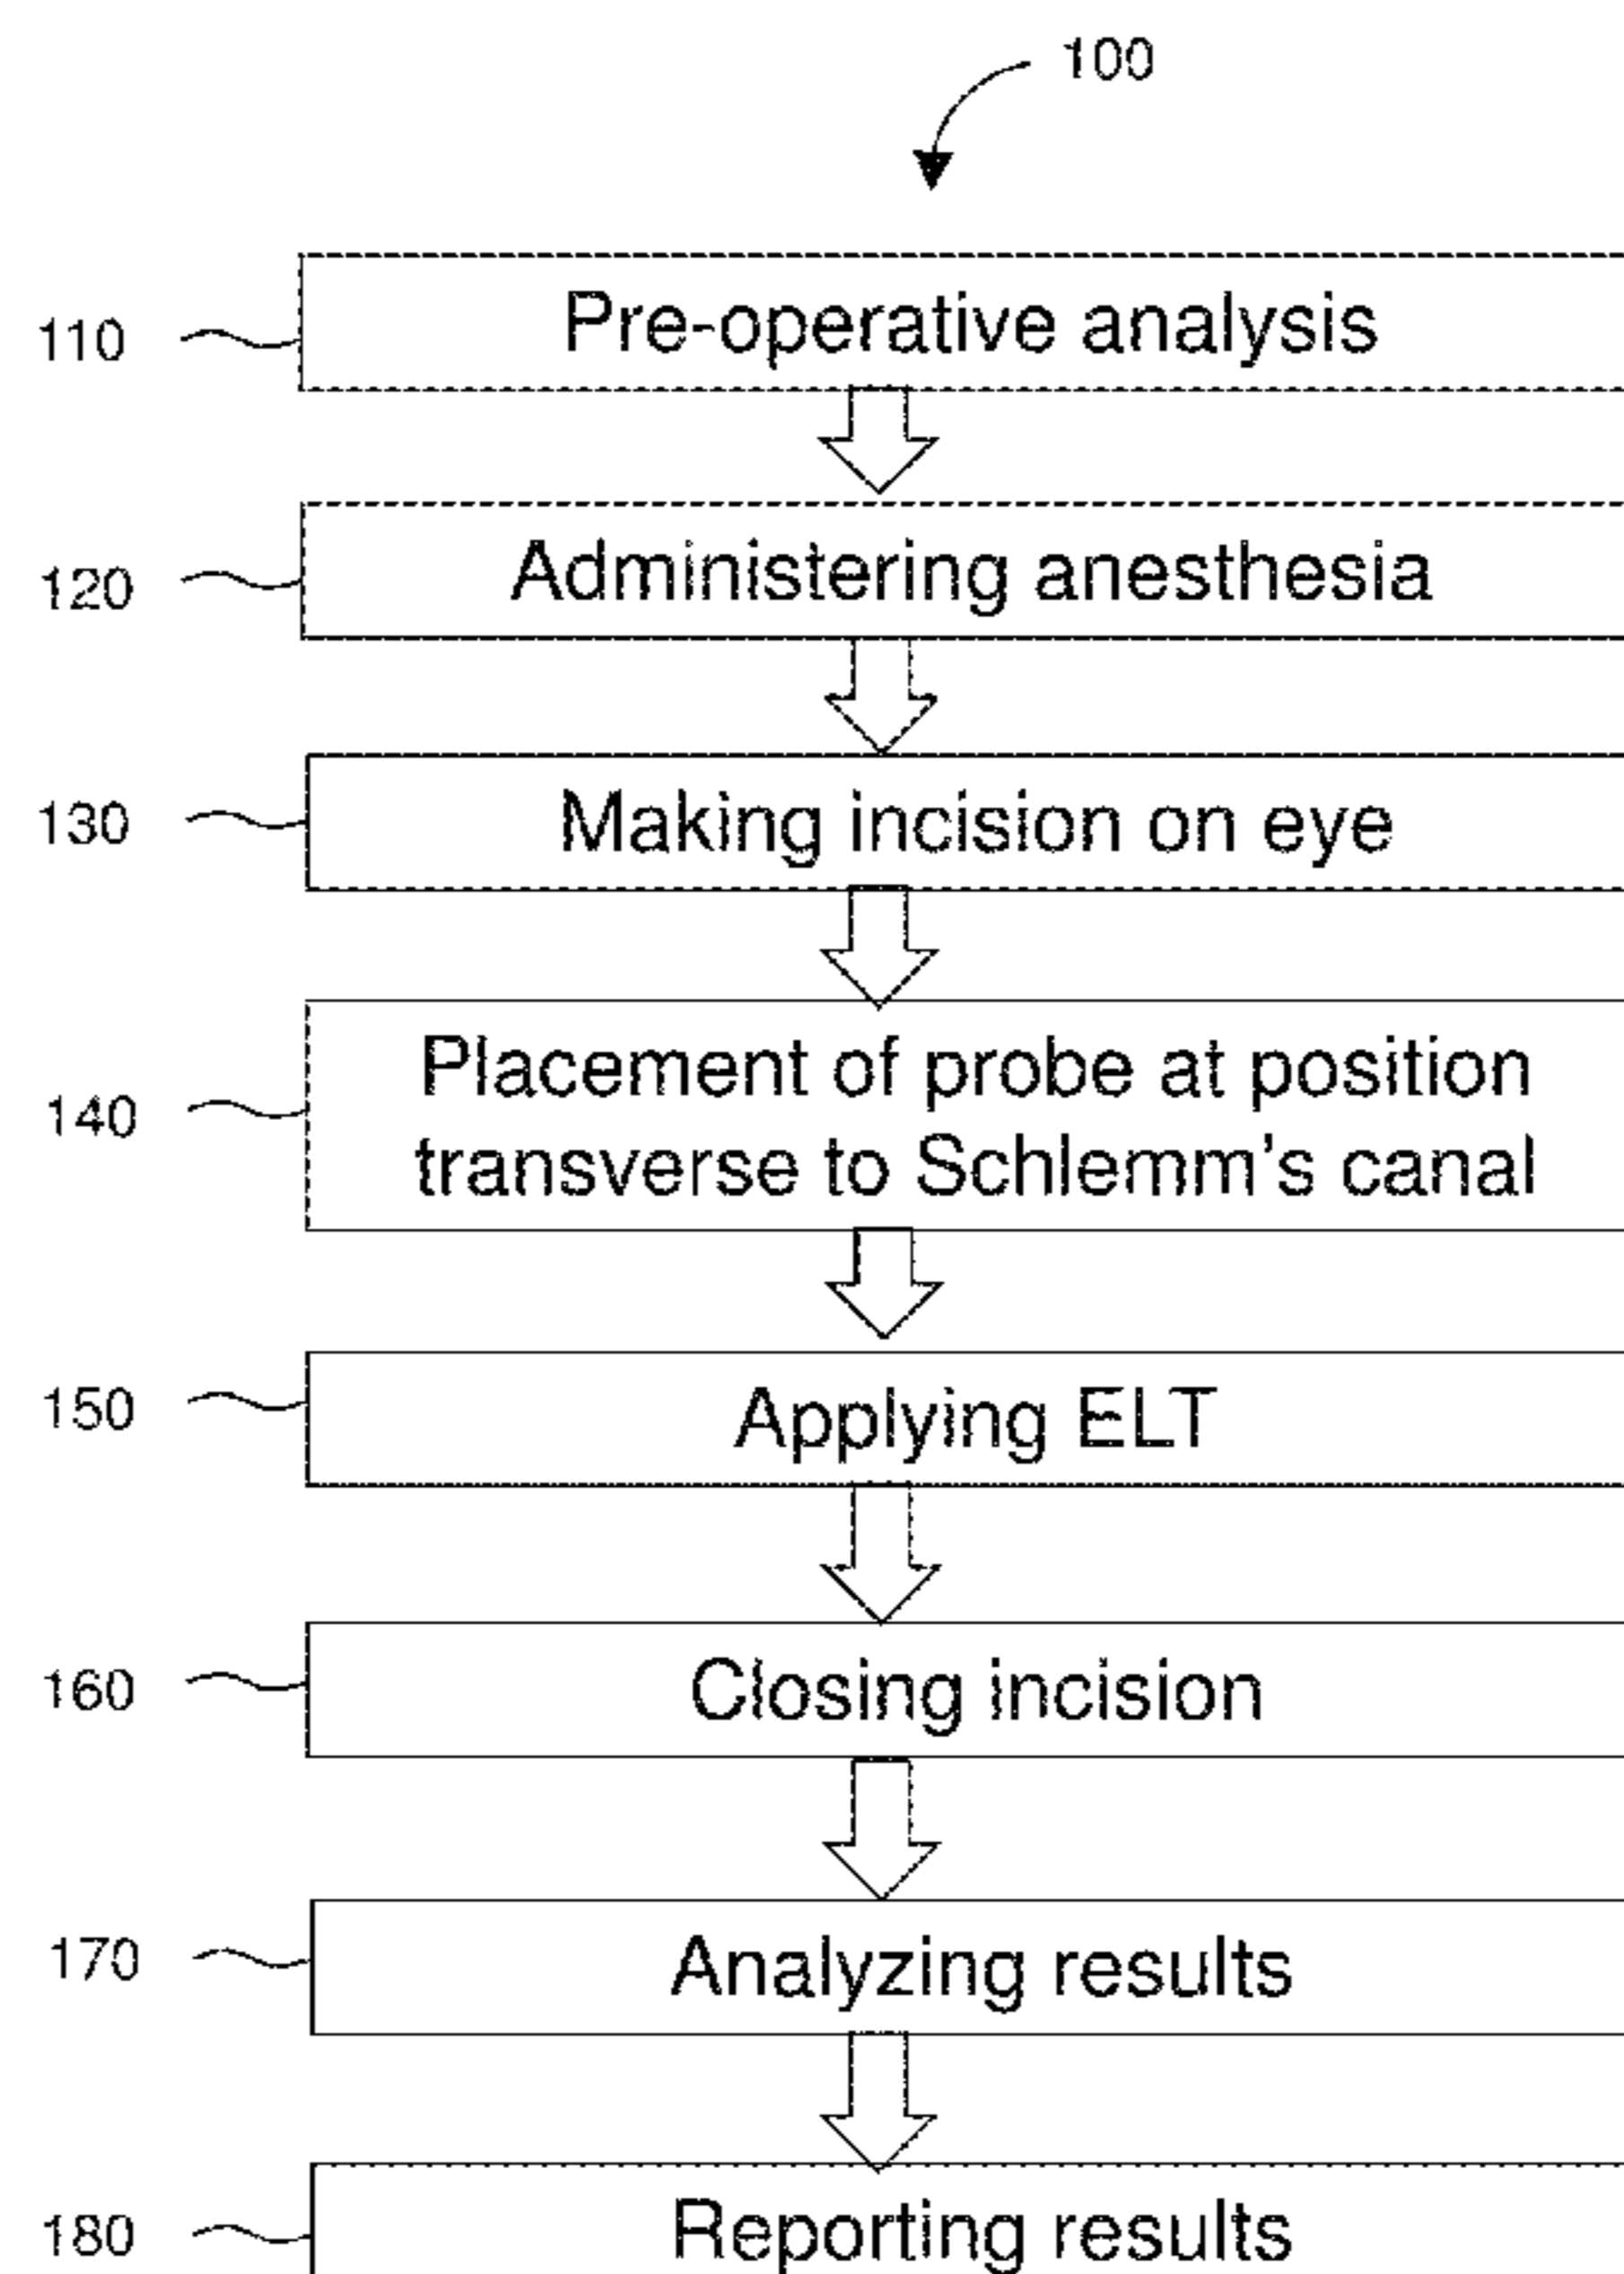 100
110 Pre-operative analysis
120 Administering anesthesia
130 Making incision on eye
Placement of probe at position
140
transverse to Schlemm's canal
150 Applying ELT
160 Closing incision
170 Analyzing results
180 Reporting results